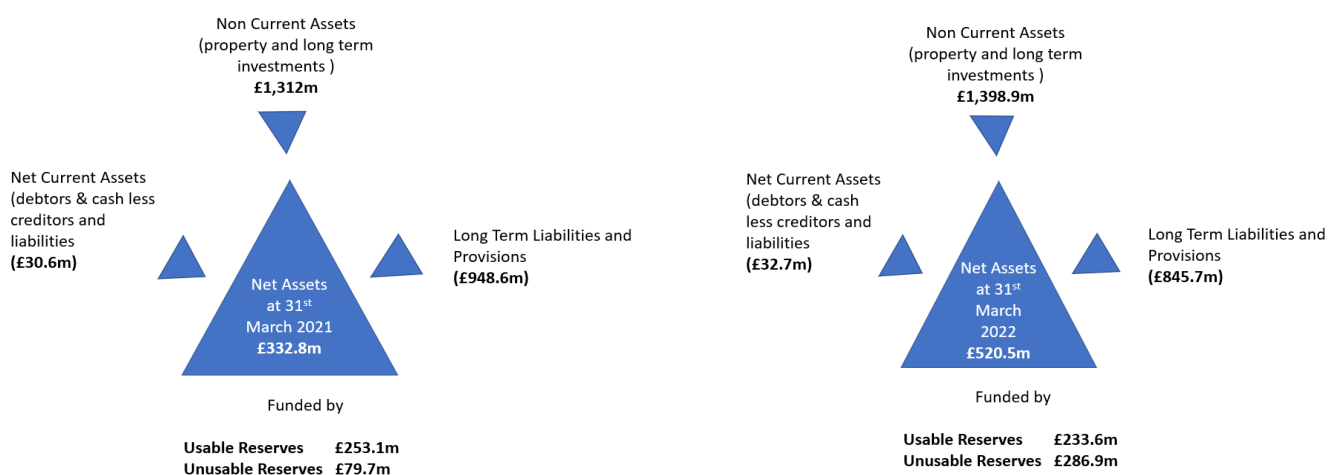 Non Current Assets
(property and long term
investments )
£1,312m
Net Current Assets
(debtors & cash less
creditors and
liabilities
(£30.6m)
Long Term Liabilities and
Provisions
(£948.6m)
Net Assets
at 31st
March 2021
£332.8m
Funded by
Usable Reserves £253.1m
Unusable Reserves £79.7m
Non Current Assets
(property and long term
investments )
£1,398.9m
Net Current Assets
(debtors & cash
less creditors and
liabilities
(£32.7m)
Long Term Liabilities and
Provisions
(£845.7m)
Net Assets
at 31st
March
2022
£520.5m
Funded by
Usable Reserves £233.6m
Unusable Reserves £286.9m